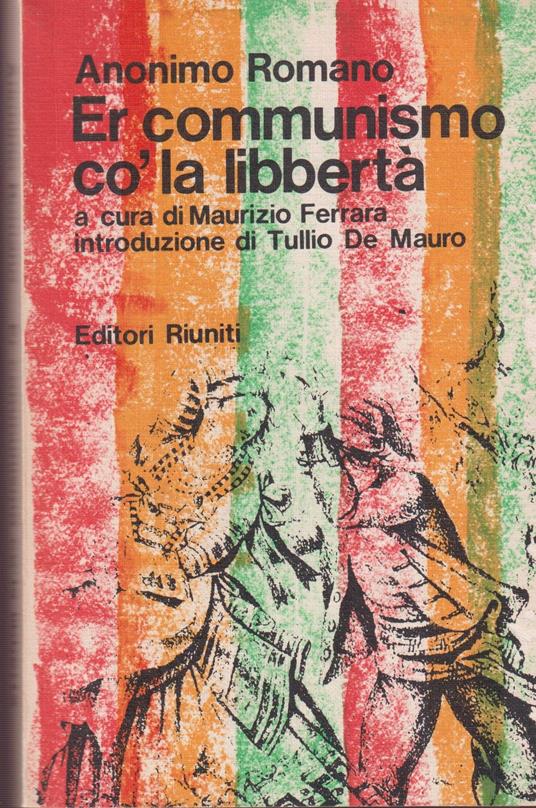 Anonimo Romano
Er communismo
co' la libbertà
a cura di Maurizio Ferrara
introduzione di Tullio De Mauro
Editori Riuniti